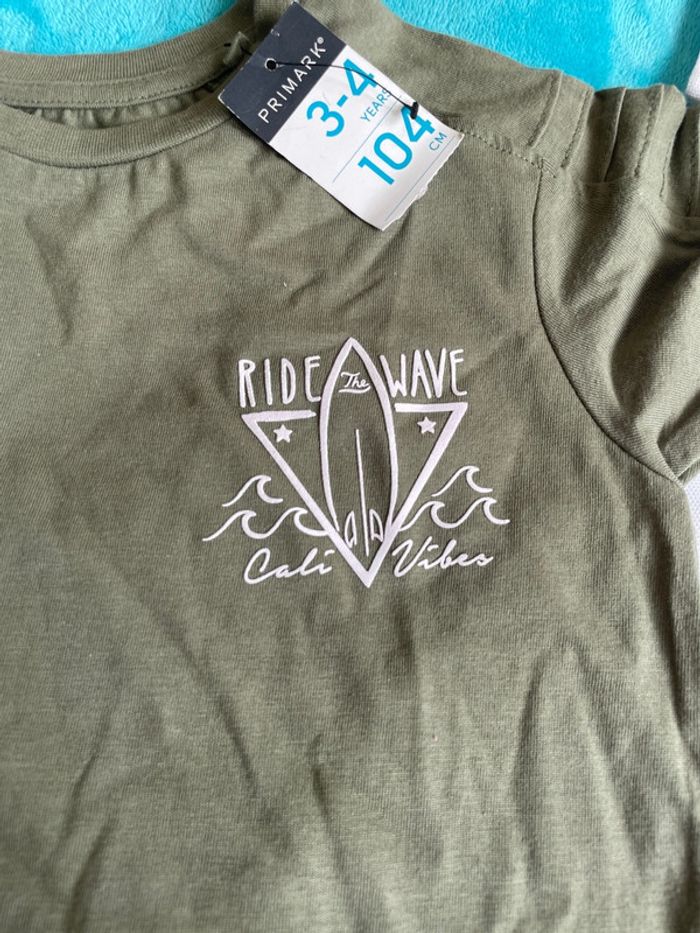 PRIMARK®
3-4
YEARS
104
CM
RIDE The WAVE
Cali Vibes